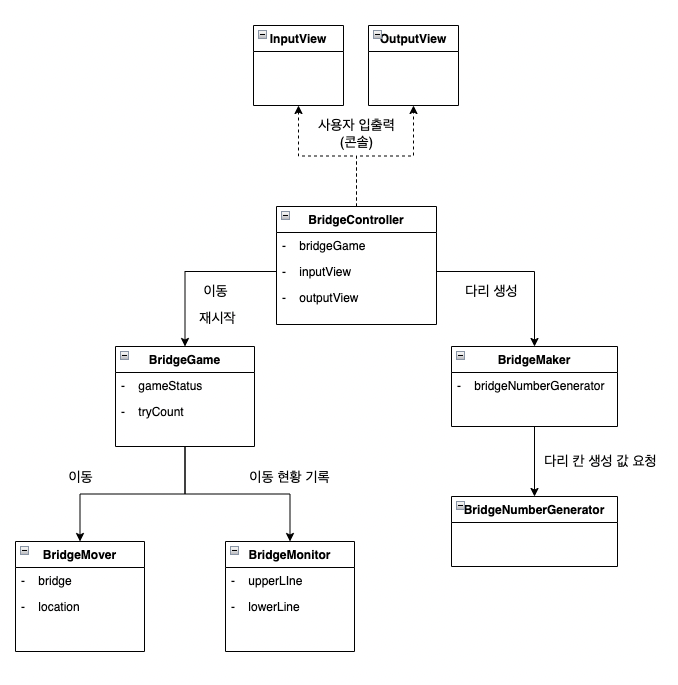 InputView
OutputView
사용자 입출력
(콘솔)
BridgeController
- bridgeGame
- inputView
- outputView
이동
재시작
다리 생성
BridgeGame
- gameStatus
- tryCount
BridgeMaker
- bridgeNumberGenerator
이동
이동 현황 기록
다리 칸 생성 값 요청
BridgeNumberGenerator
BridgeMover
- bridge
- location
BridgeMonitor
- upperLIne
- lowerLine